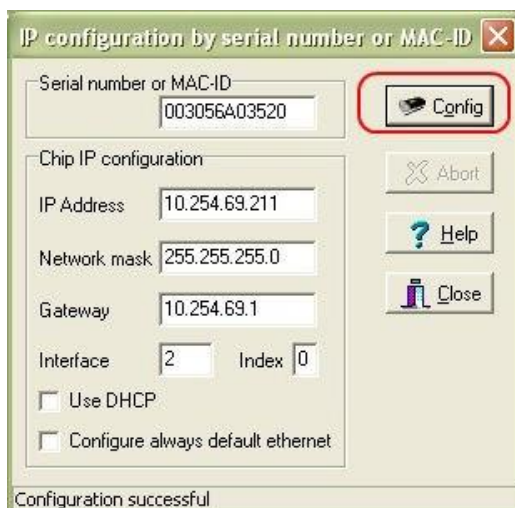 IP configuration by serial number or MAC-ID
Serial number or MAC-ID
003056A03520
Config
Chip IP configuration
Abort
IP Address 10.254.69.211
Help
Network mask 255.255.255.0
Close
Gateway 10.254.69.1
Interface 2 Index 0
Use DHCP
Configure always default ethernet
Configuration successful